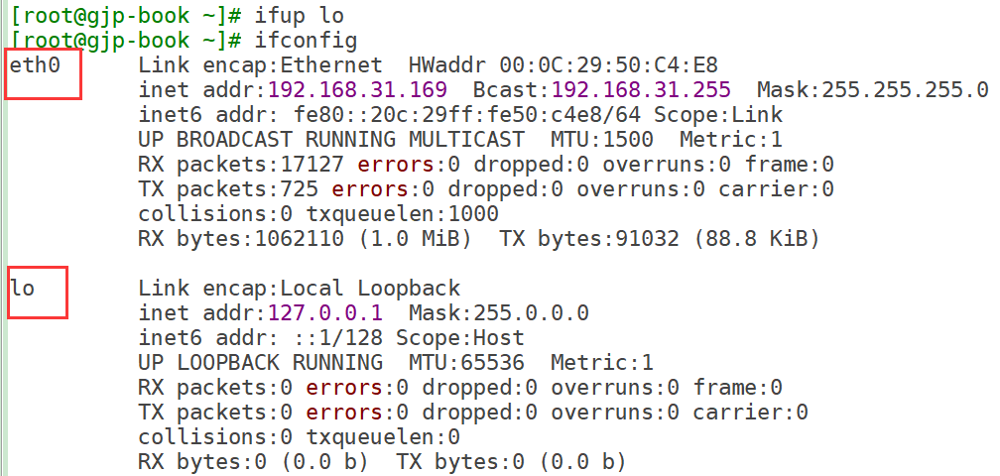 [root@gjp-book ~]# ifup lo
[root@gjp-book ~]# ifconfig
eth0      Link encap:Ethernet  HWaddr 00:0C:29:50:C4:E8
          inet addr:192.168.31.169  Bcast:192.168.31.255  Mask:255.255.255.0
          inet6 addr: fe80::20c:29ff:fe50:c4e8/64 Scope:Link
          UP BROADCAST RUNNING MULTICAST  MTU:1500  Metric:1
          RX packets:17127 errors:0 dropped:0 overruns:0 frame:0
          TX packets:725 errors:0 dropped:0 overruns:0 carrier:0
          collisions:0 txqueuelen:1000
          RX bytes:1062110 (1.0 MiB)  TX bytes:91032 (88.8 KiB)
lo        Link encap:Local Loopback
          inet addr:127.0.0.1  Mask:255.0.0.0
          inet6 addr: ::1/128 Scope:Host
          UP LOOPBACK RUNNING  MTU:65536  Metric:1
          RX packets:0 errors:0 dropped:0 overruns:0 frame:0
          TX packets:0 errors:0 dropped:0 overruns:0 carrier:0
          collisions:0 txqueuelen:0
          RX bytes:0 (0.0 b)  TX bytes:0 (0.0 b)